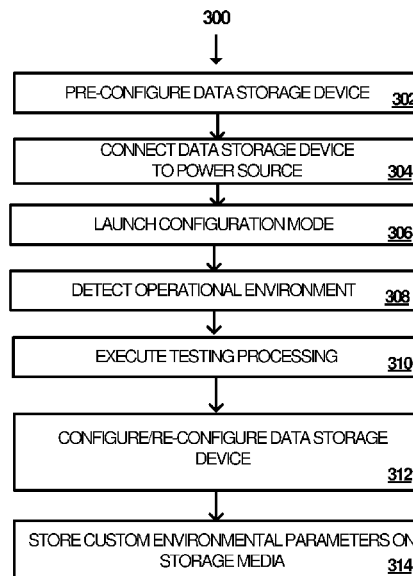 300
PRE-CONFIGURE DATA STORAGE DEVICE
302
CONNECT DATA STORAGE DEVICE
TO POWER SOURCE
304
LAUNCH CONFIGURATION MODE
306
DETECT OPERATIONAL ENVIRONMENT
308
EXECUTE TESTING PROCESSING
310
CONFIGURE/RE-CONFIGURE DATA STORAGE
DEVICE
312
STORE CUSTOM ENVIRONMENTAL PARAMETERS ON
STORAGE MEDIA
314